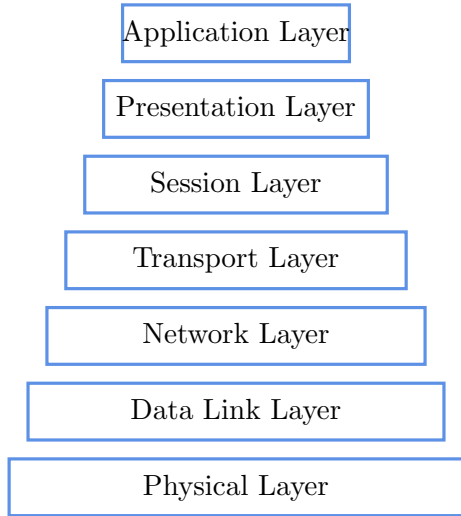 Application Layer
Presentation Layer
Session Layer
Transport Layer
Network Layer
Data Link Layer
Physical Layer